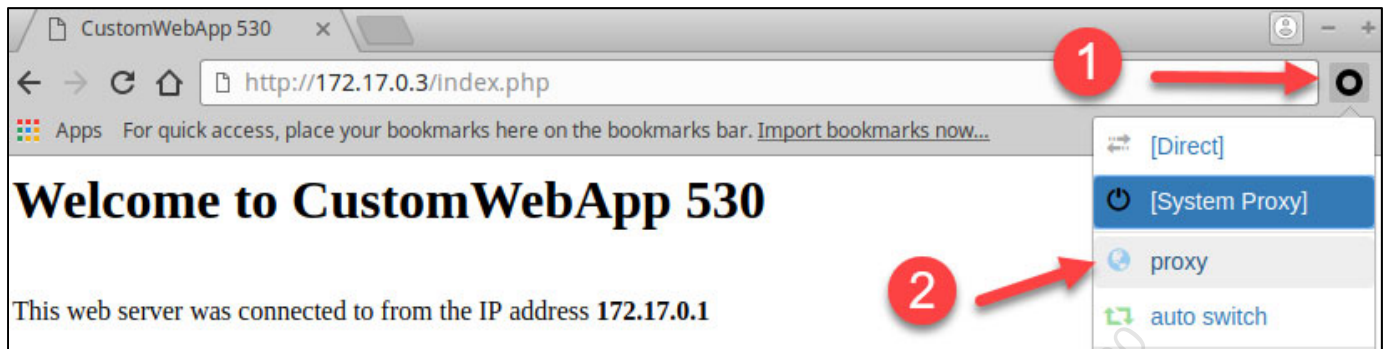 CustomWebApp 530
http://172.17.0.3/index.php
Apps For quick access, place your bookmarks here on the bookmarks bar. Import bookmarks now...
1
[Direct]
[System Proxy]
proxy
auto switch
2
Welcome to CustomWebApp 530
This web server was connected to from the IP address 172.17.0.1